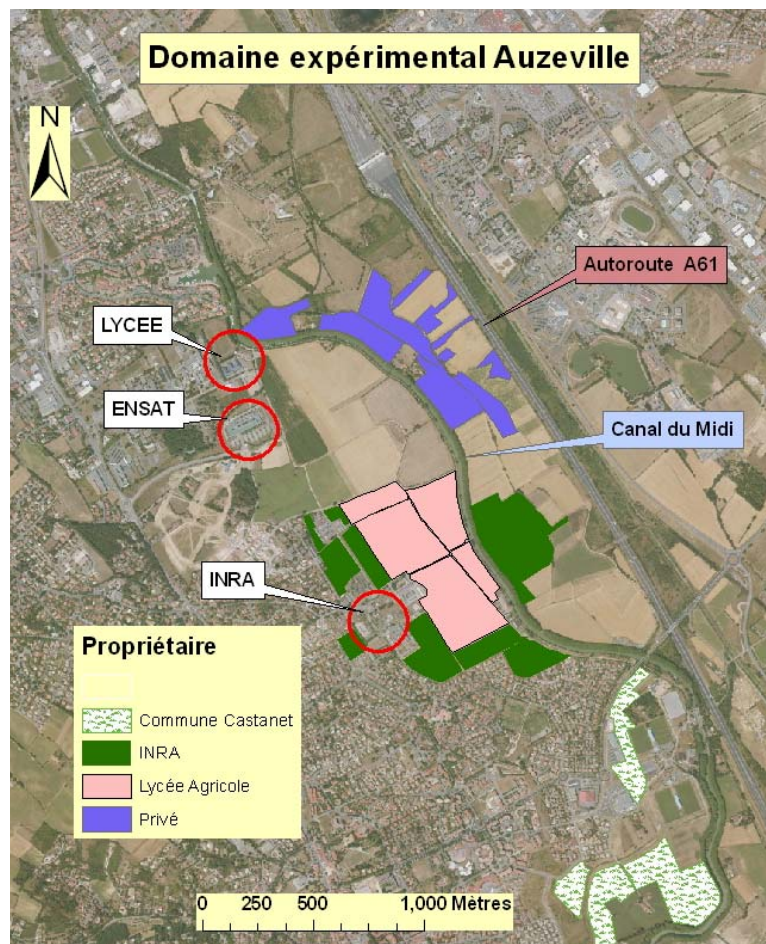 Domaine expérimental Auzeville
N
Autoroute A61
LYCEE
ENSAT
Canal du Midi
INRA
Propriétaire
Commune Castanet
INRA
Lycée Agricole
Privé
0 250 500 1,000 Mètres